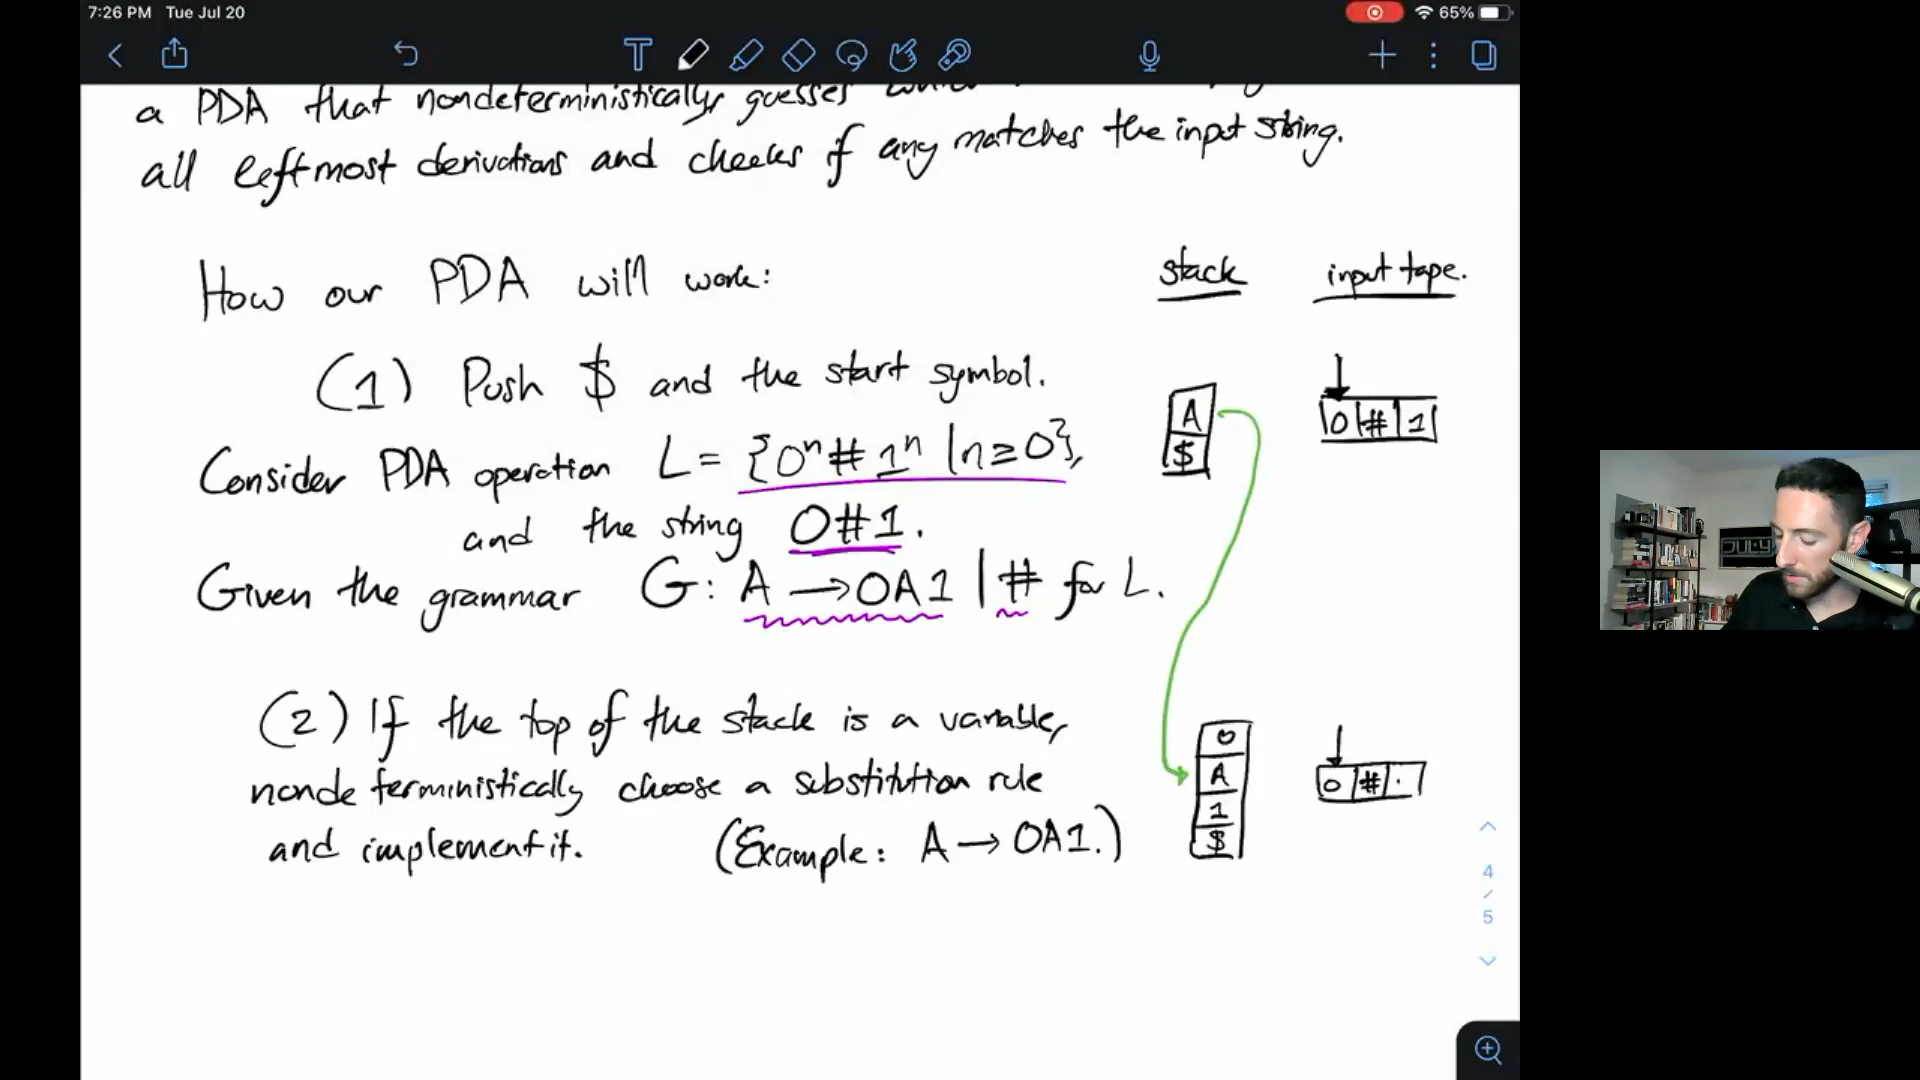 7:26 PM Tue Jul 20
65%
a PDA that nondeterministically guesses
all leftmost derivations and checks if any matches the input string.
How our PDA will work:
stack
input tape.
(1) Push $ and the start symbol.
A
$
0 # 1
Consider PDA operation L = {0ⁿ#1ⁿ | n ≥ 0},
and the string 0#1.
Given the grammar G: A → 0A1 | # for L.
(2) If the top of the stack is a variable,
nondeterministically choose a substitution rule
and implement it. (Example: A → 0A1.)
0
A
1
$
0 #
4
/
5
DULY